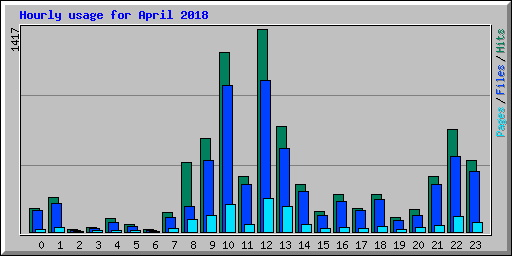 Hourly usage for April 2018
1417
Pages/Files/Hits
0 1 2 3 4 5 6 7 8 9 10 11 12 13 14 15 16 17 18 19 20 21 22 23